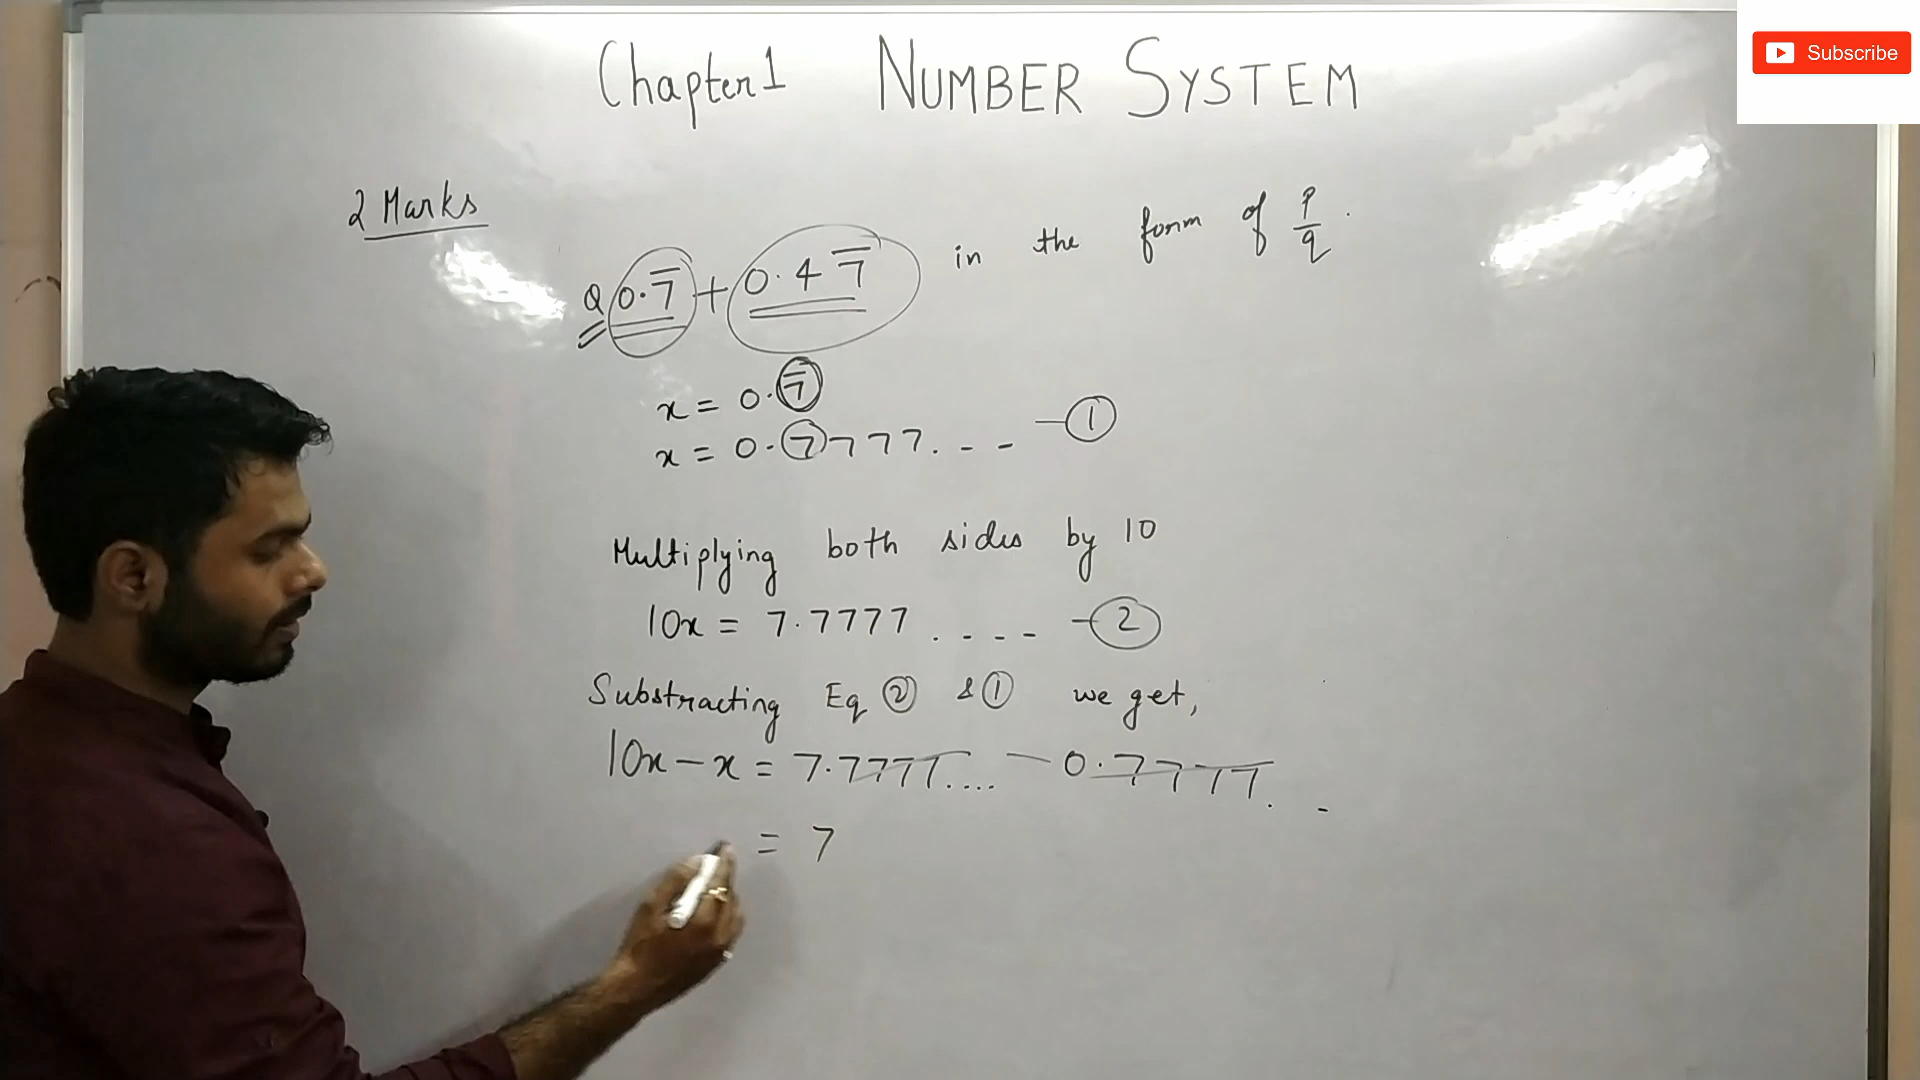 Subscribe
Chapter 1 NUMBER SYSTEM
2 Marks
Q 0.7̅ + 0.47̅ in the form of p/q.
x = 0.7̅
x = 0.7777. - - — ①
Multiplying both sides by 10
10x = 7.7777 . - - - — ②
Substracting Eq ② & ① we get,
10x - x = 7.7777.... - 0.7777. -
= 7